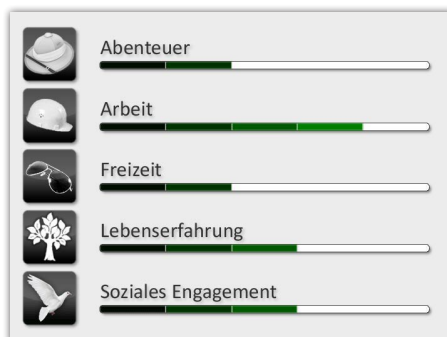 Abenteuer
Arbeit
Freizeit
Lebenserfahrung
Soziales Engagement